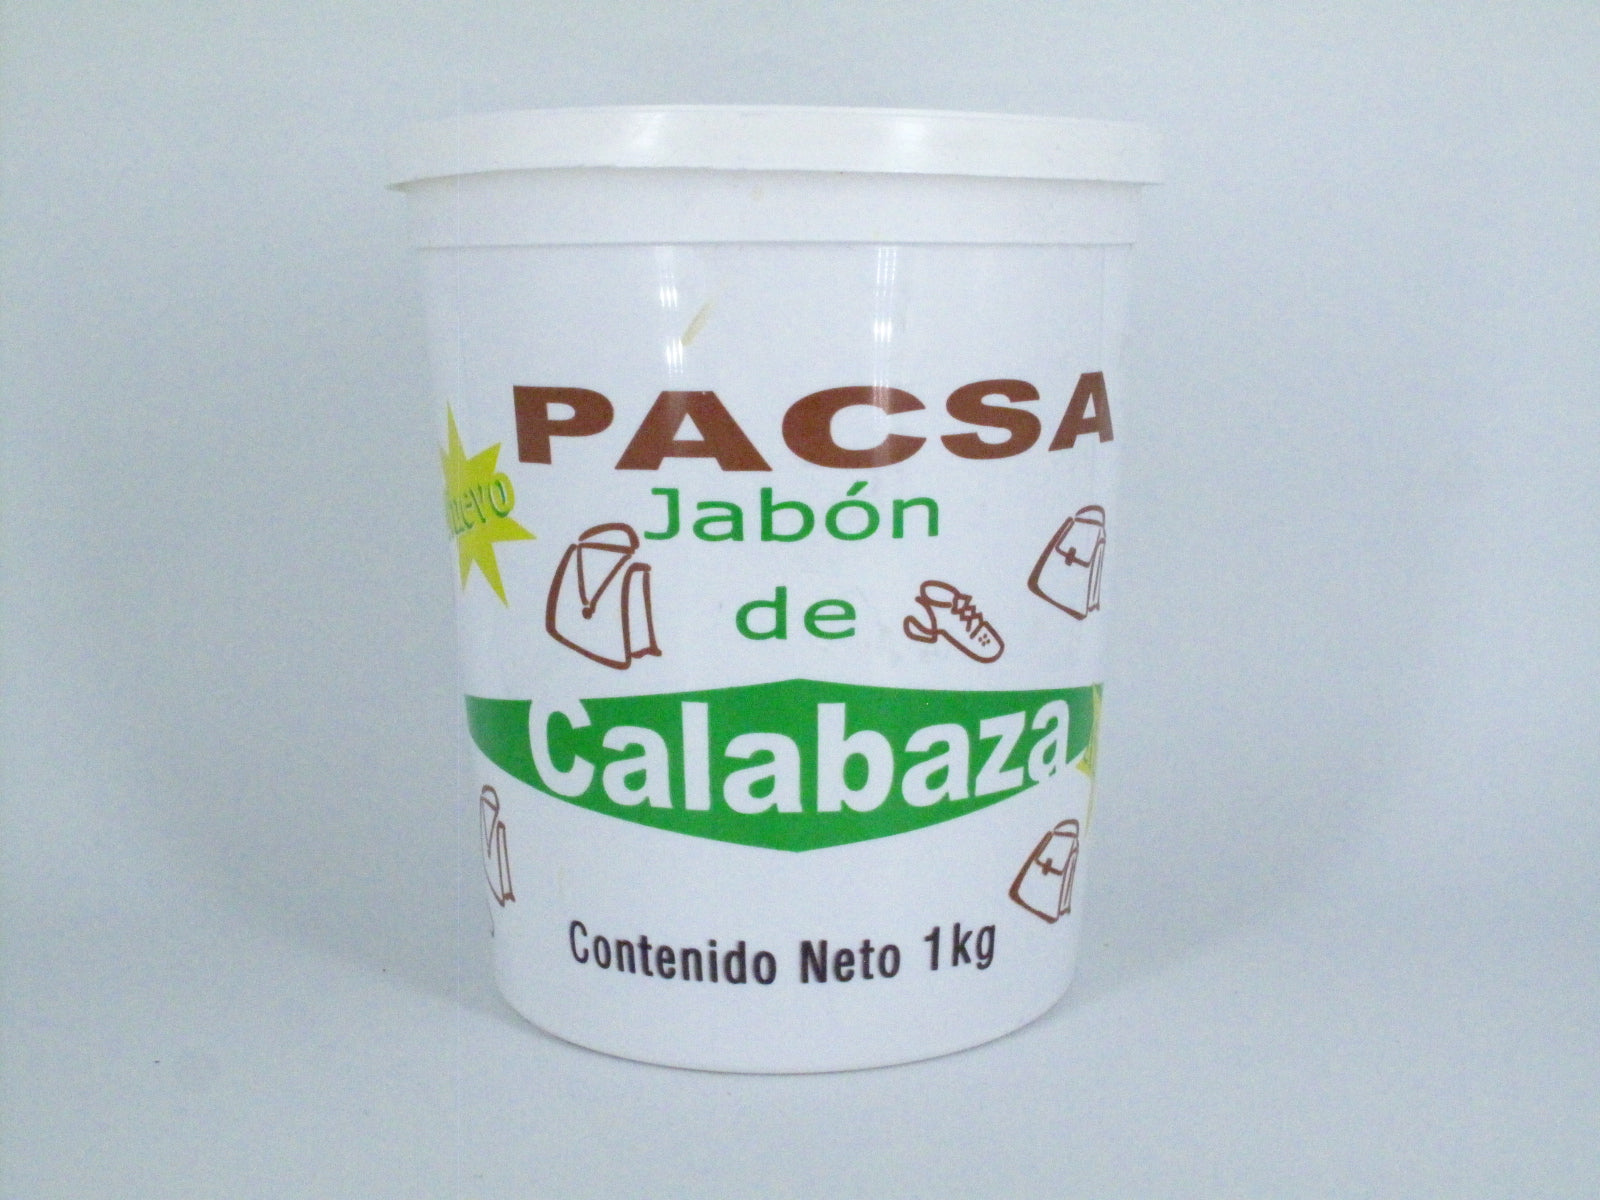 PACSA
Jabón
de
Calabaza
Contenido Neto 1kg